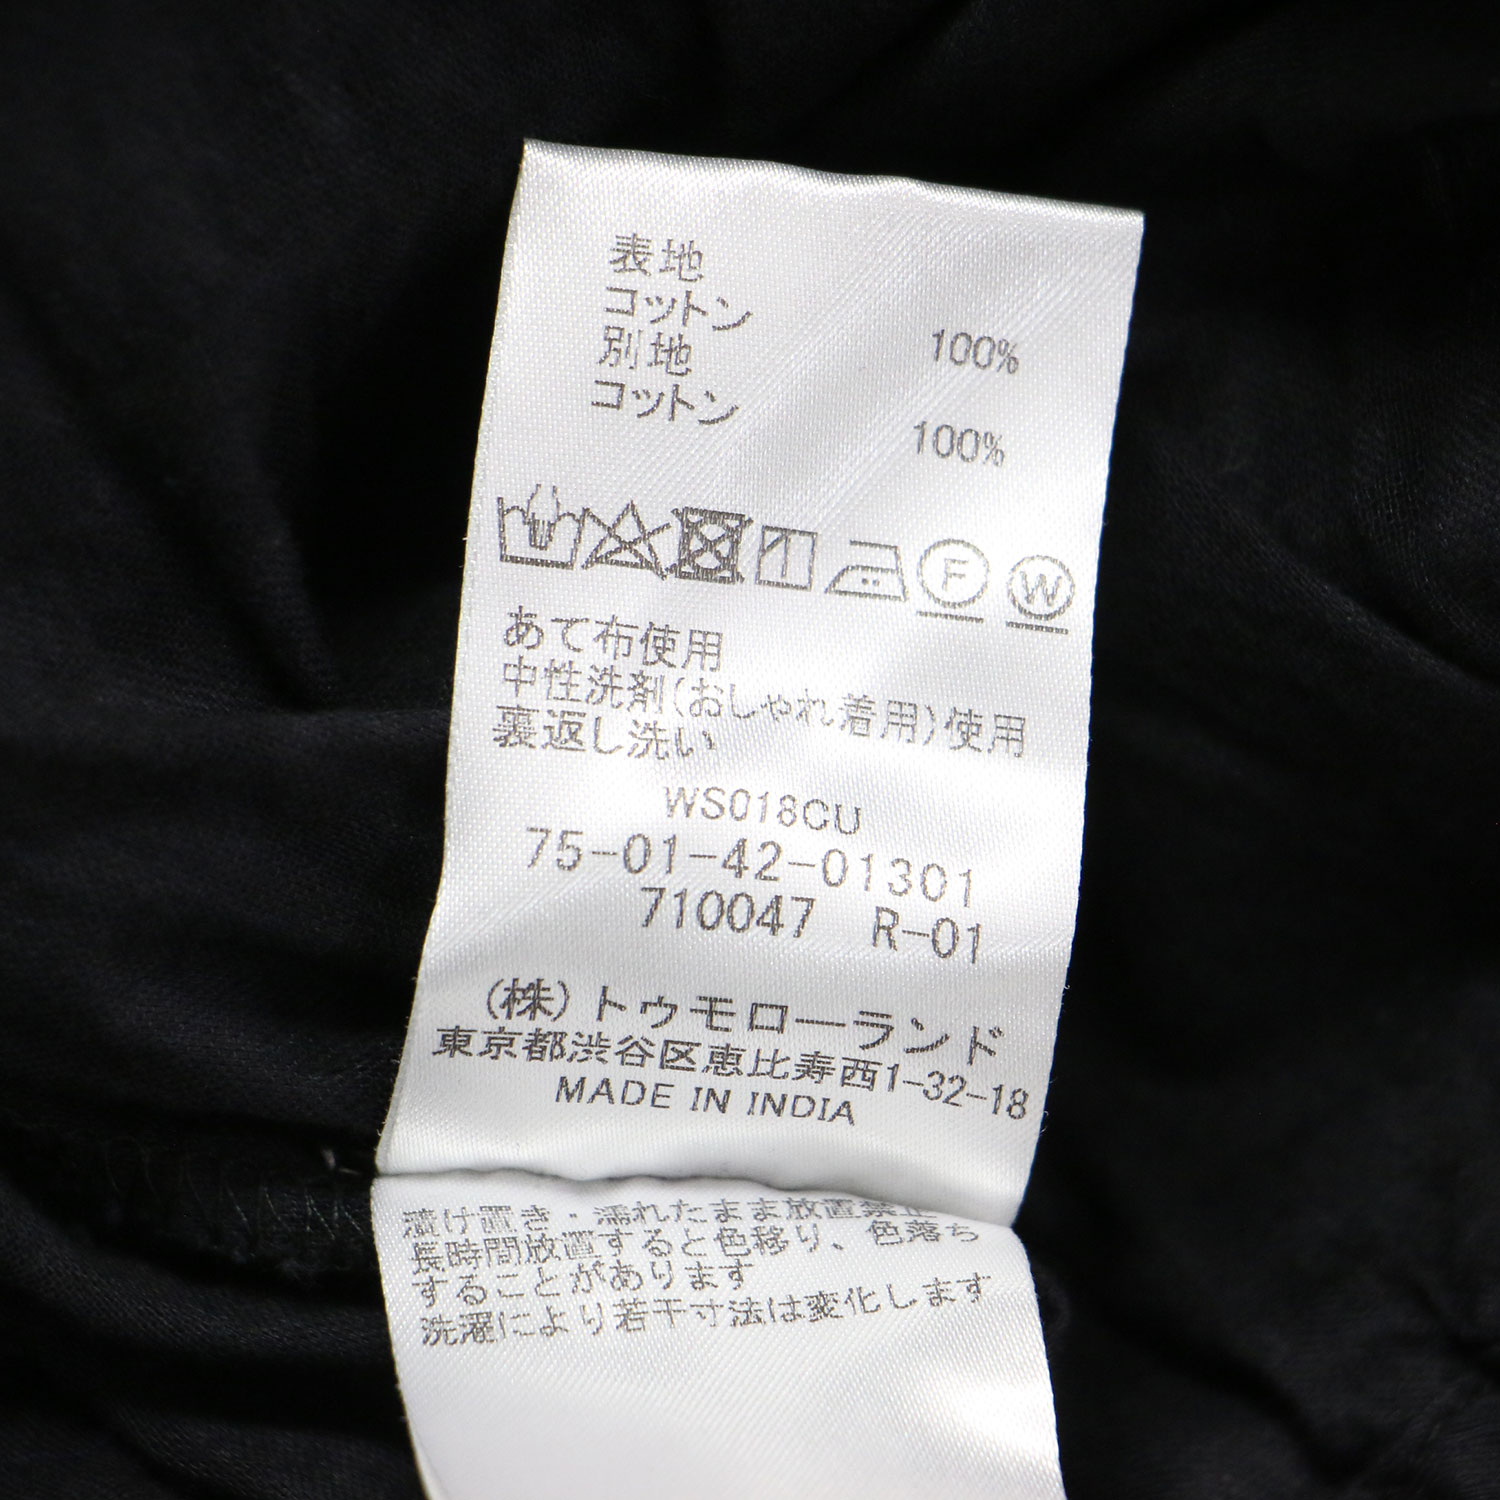 表地
コットン 100%
別地
コットン 100%
F W
あて布使用
中性洗剤(おしゃれ着用)使用
裏返し洗い
WS018CU
75-01-42-01301
710047 R-01
(株)トゥモローランド
東京都渋谷区恵比寿西1-32-18
MADE IN INDIA
漬け置き・濡れたまま放置禁止
長時間放置すると色移り、色落ち
することがあります
洗濯により若干寸法は変化します